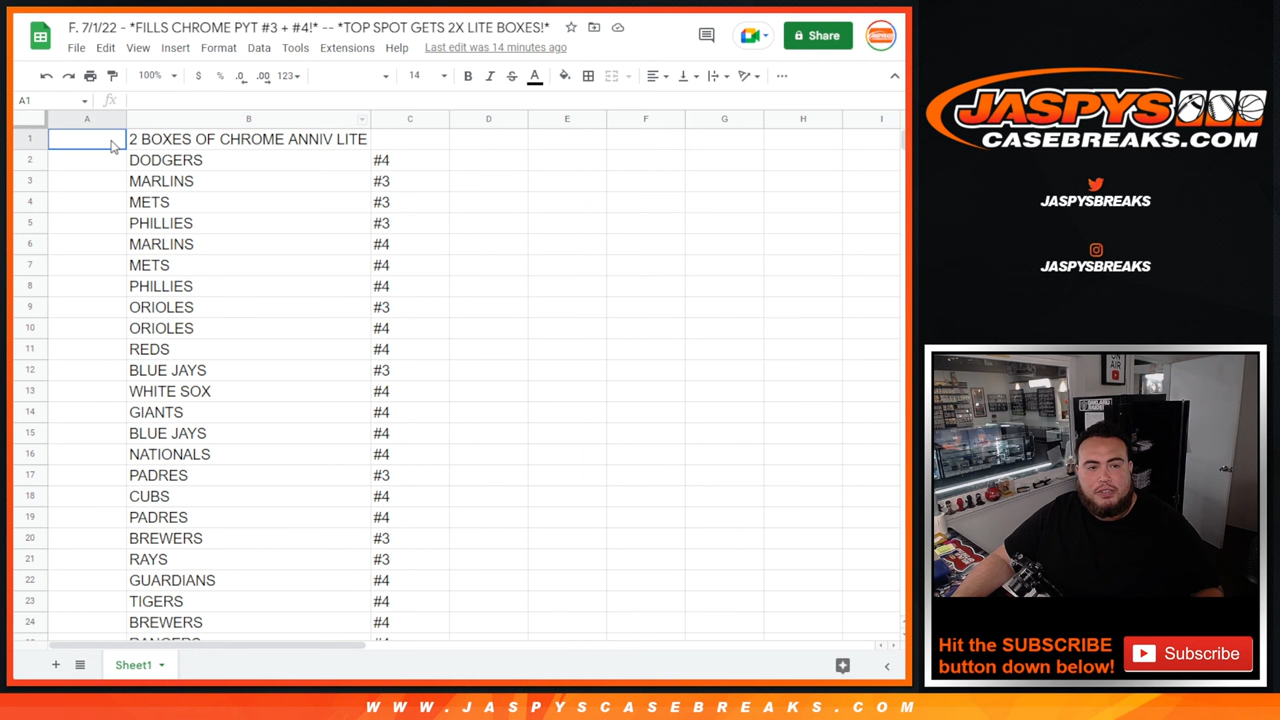 F. 7/1/22 - *FILLS CHROME PYT #3 + #4!* -- *TOP SPOT GETS 2X LITE BOXES!*
File Edit View Insert Format Data Tools Extensions Help Last edit was 14 minutes ago
Share
100% $ % .0 .00 123 14 B I S A
A1 fx
A B C D E F G H I
1 2 BOXES OF CHROME ANNIV LITE
2 DODGERS #4
3 MARLINS #3
4 METS #3
5 PHILLIES #3
6 MARLINS #4
7 METS #4
8 PHILLIES #4
9 ORIOLES #3
10 ORIOLES #4
11 REDS #4
12 BLUE JAYS #3
13 WHITE SOX #4
14 GIANTS #4
15 BLUE JAYS #4
16 NATIONALS #4
17 PADRES #3
18 CUBS #4
19 PADRES #4
20 BREWERS #3
21 RAYS #3
22 GUARDIANS #4
23 TIGERS #4
24 BREWERS #4
Sheet1
JASPYS
CASEBREAKS.COM
JASPYSBREAKS
JASPYSBREAKS
ON AIR
Hit the SUBSCRIBE
button down below!
Subscribe
WWW.JASPYSCASEBREAKS.COM